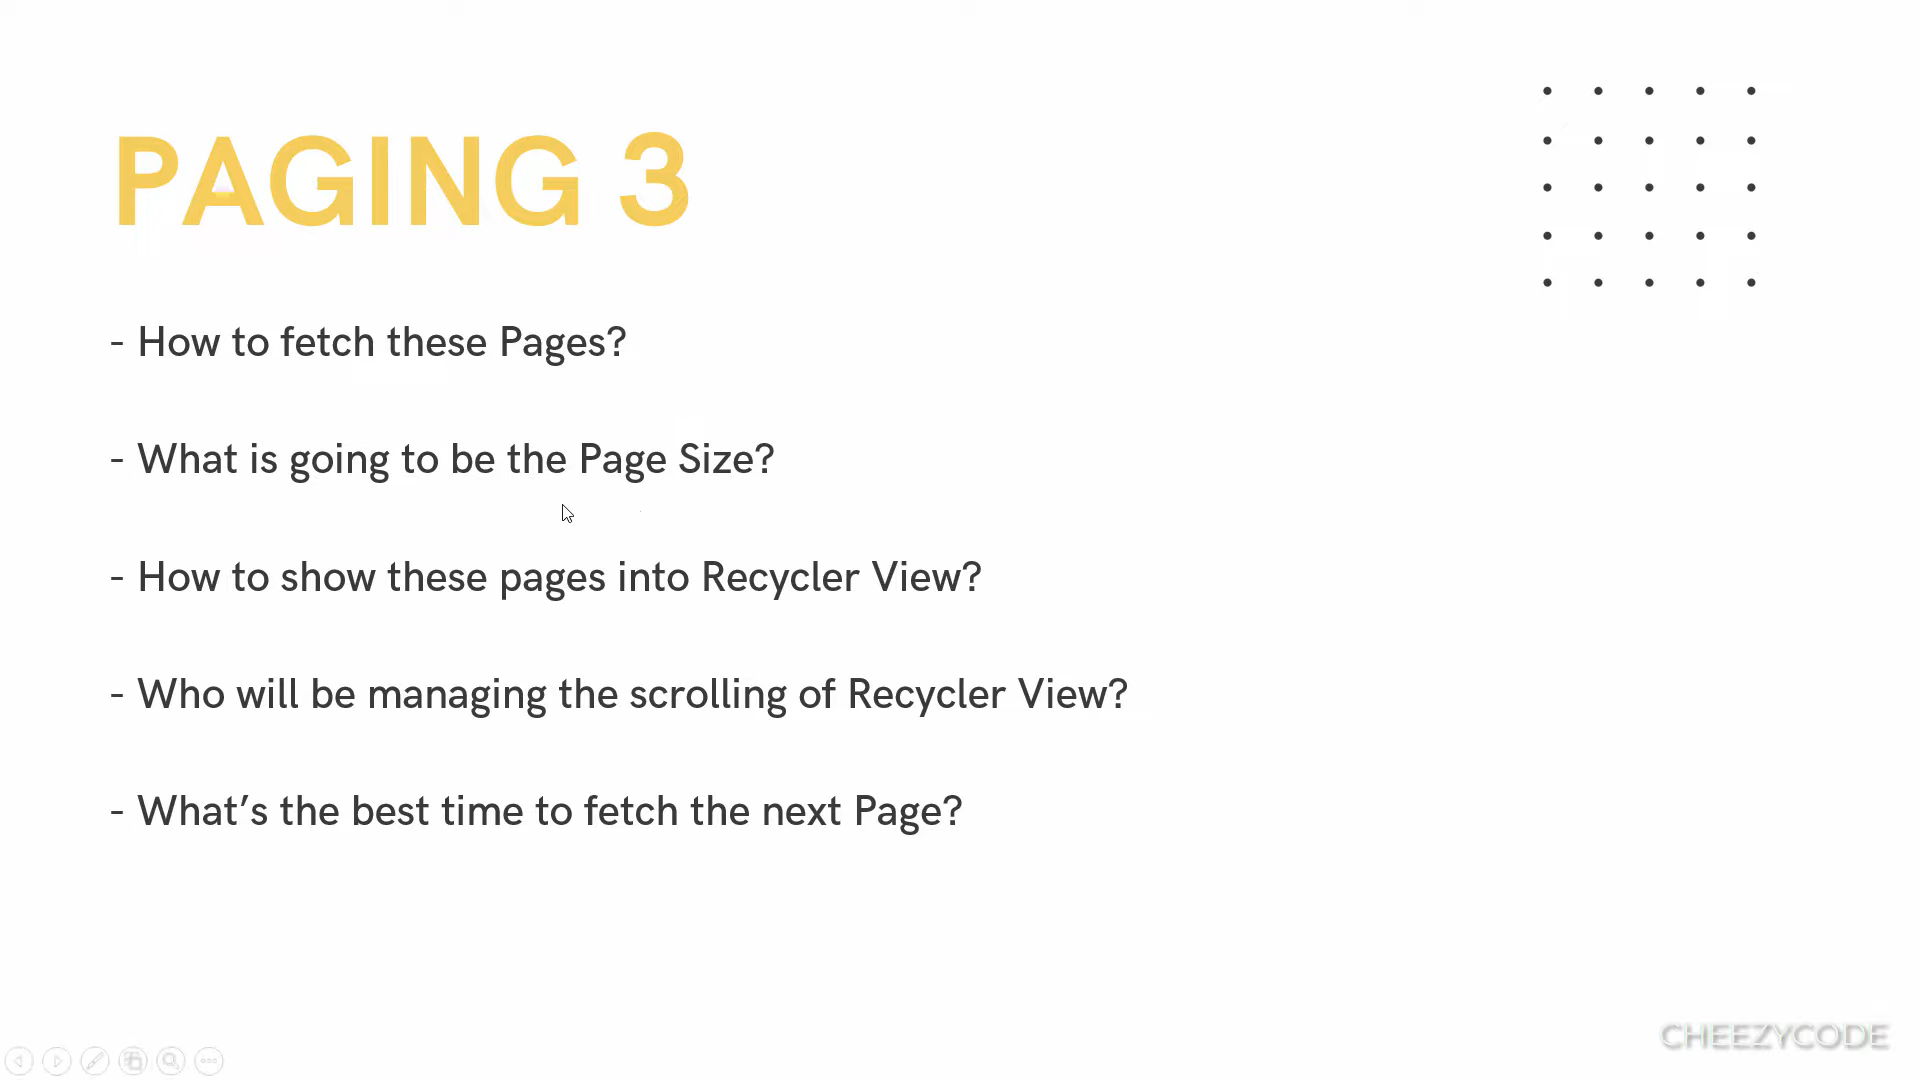 PAGING 3
- How to fetch these Pages?
- What is going to be the Page Size?
- How to show these pages into Recycler View?
- Who will be managing the scrolling of Recycler View?
- What’s the best time to fetch the next Page?
CHEEZYCODE